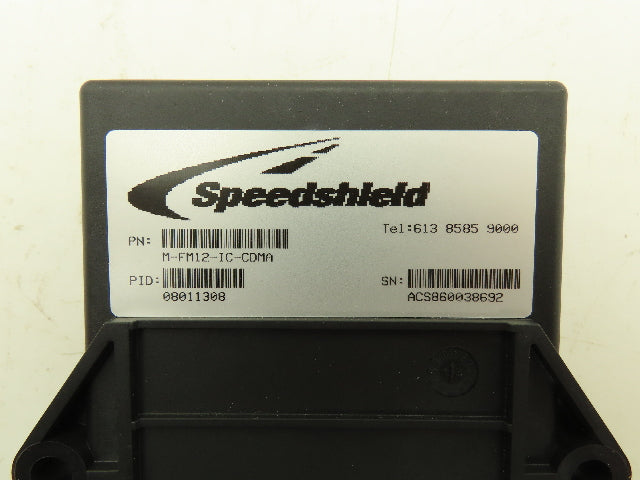 Speedshield
Tel:613 8585 9000
PN:
M-FM12-IC-CDMA
PID:
08011308
SN:
ACS860038692